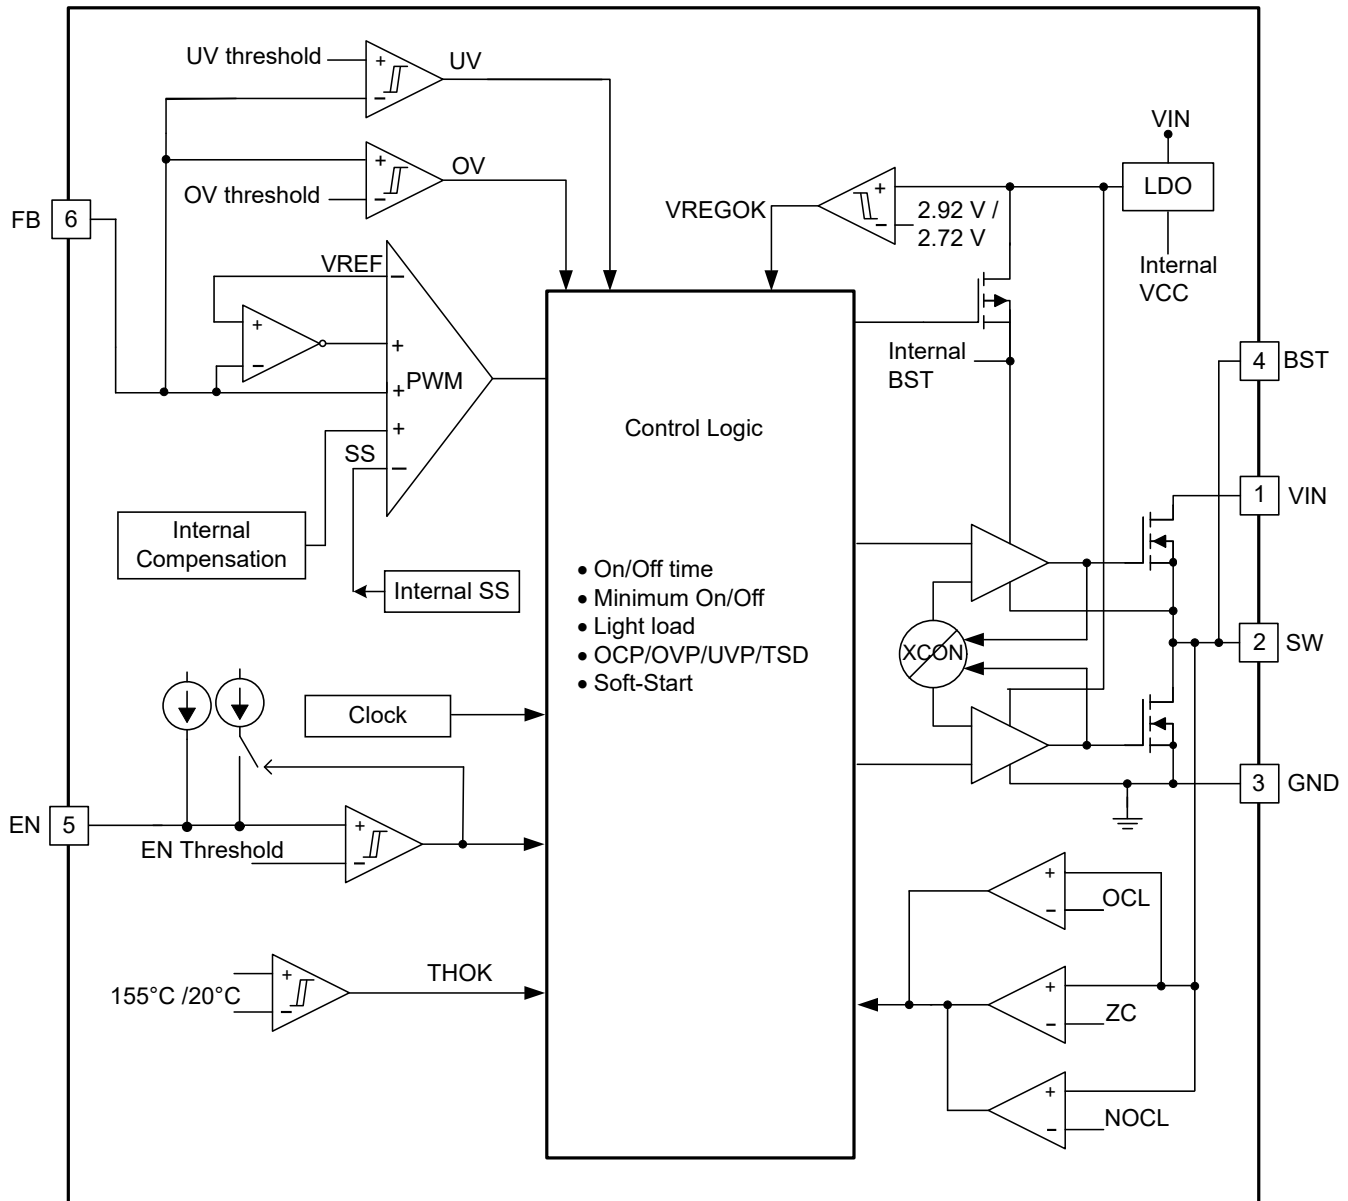 UV threshold
+
−
UV
OV threshold
+
−
OV
FB
6
VREF
−
+
−
+
+
PWM
+
SS
−
Internal
Compensation
Internal SS
Clock
EN
5
EN Threshold
+
−
155°C /20°C
+
−
THOK
Control Logic
• On/Off time
• Minimum On/Off
• Light load
• OCP/OVP/UVP/TSD
• Soft-Start
VREGOK
+
−
2.92 V /
2.72 V
VIN
LDO
Internal
VCC
Internal
BST
4
BST
1
VIN
XCON
2
SW
3
GND
+
−
OCL
+
−
ZC
+
−
NOCL